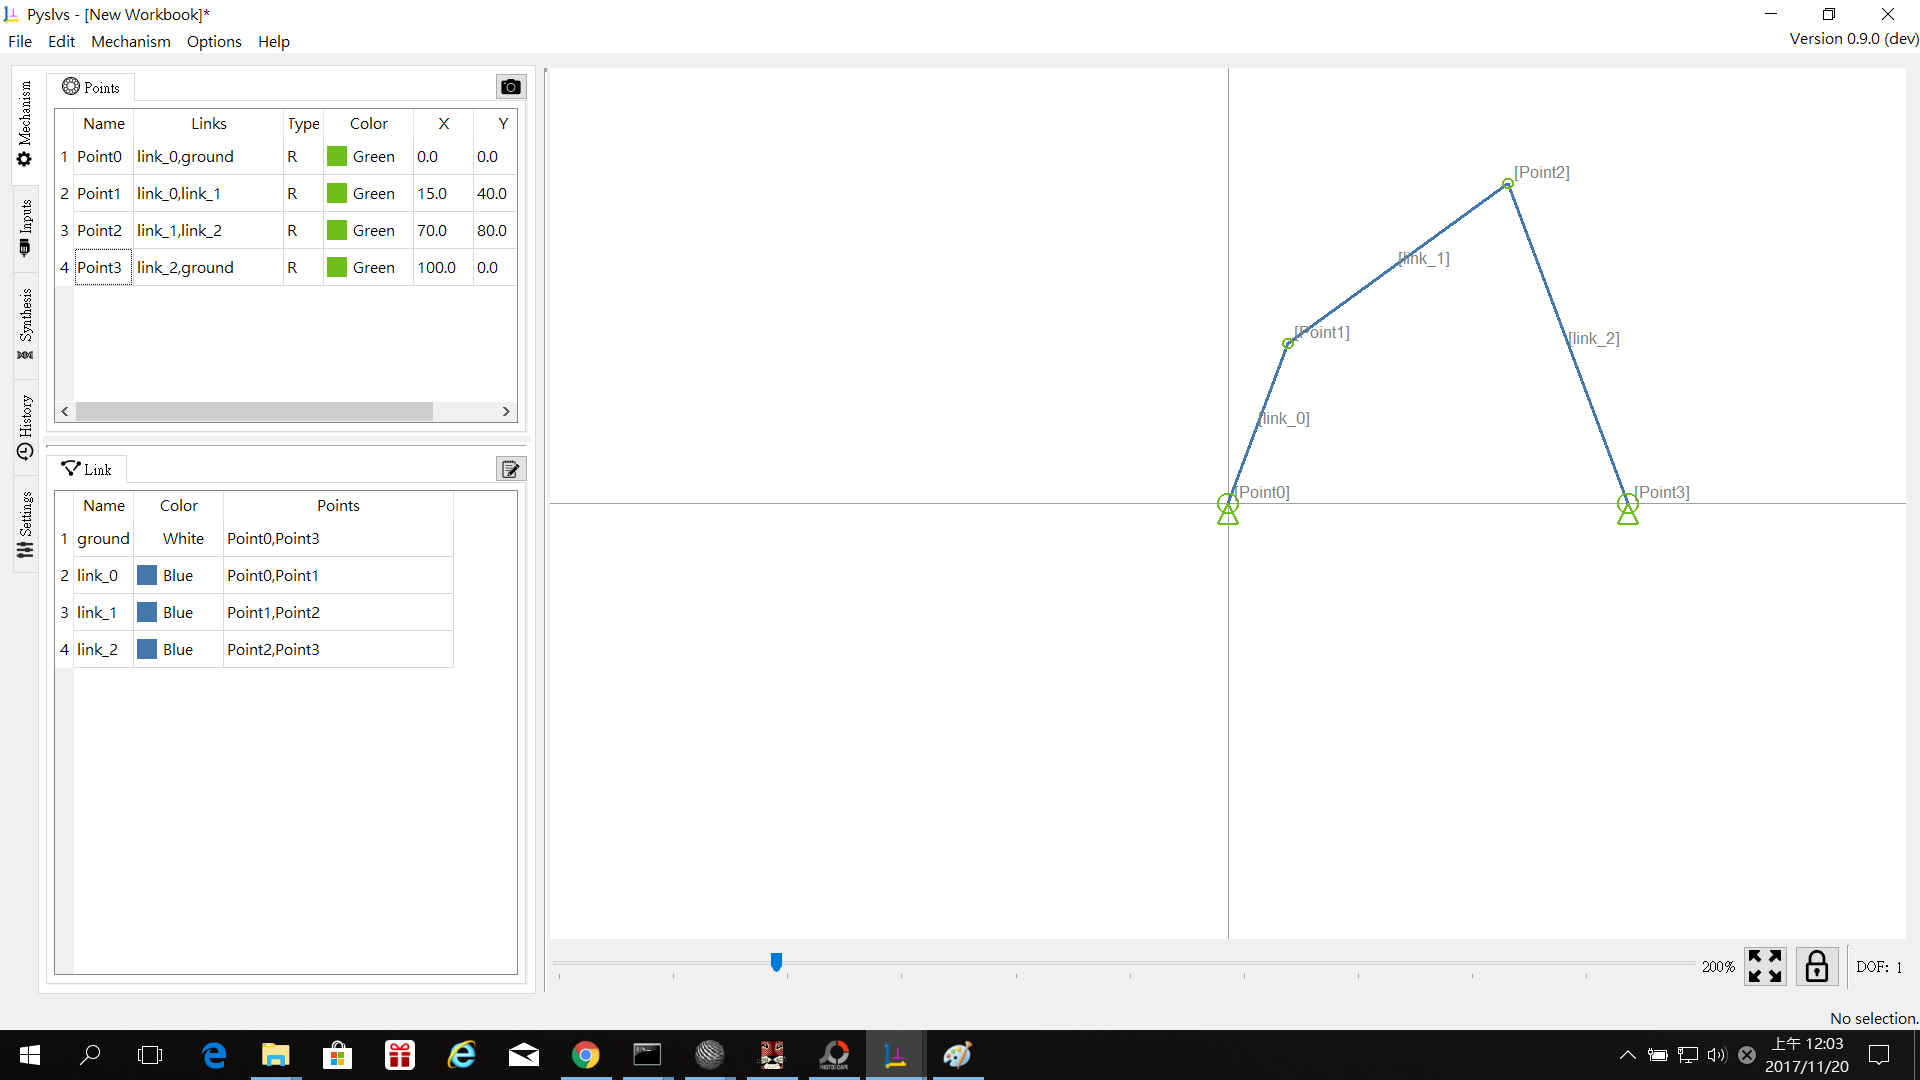 Pyslvs - [New Workbook]*
File Edit Mechanism Options Help
Version 0.9.0 (dev)
Mechanism
Inputs
Synthesis
History
Settings
Points
Name Links Type Color X Y
1 Point0 link_0,ground R Green 0.0 0.0
2 Point1 link_0,link_1 R Green 15.0 40.0
3 Point2 link_1,link_2 R Green 70.0 80.0
4 Point3 link_2,ground R Green 100.0 0.0
Link
Name Color Points
1 ground White Point0,Point3
2 link_0 Blue Point0,Point1
3 link_1 Blue Point1,Point2
4 link_2 Blue Point2,Point3
[Point2]
[link_1]
[Point1]
[link_2]
[link_0]
[Point0]
[Point3]
200%
DOF: 1
No selection.
PHOTOSCAPE
上午 12:03
2017/11/20